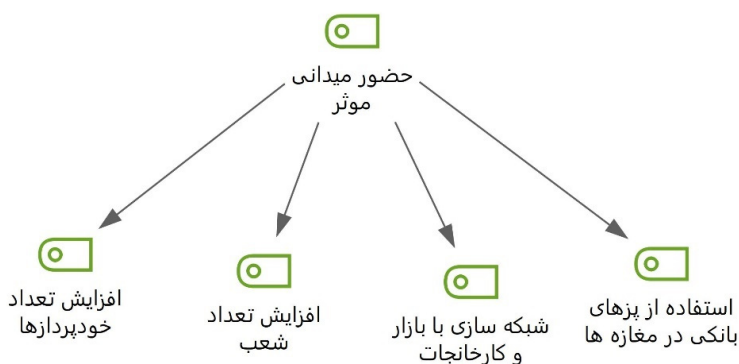 حضور میدانی
موثر
استفاده از پزهای
بانکی در مغازه ها
شبکه سازی با بازار
و کارخانجات
افزایش تعداد
شعب
افزایش تعداد
خودپردازها